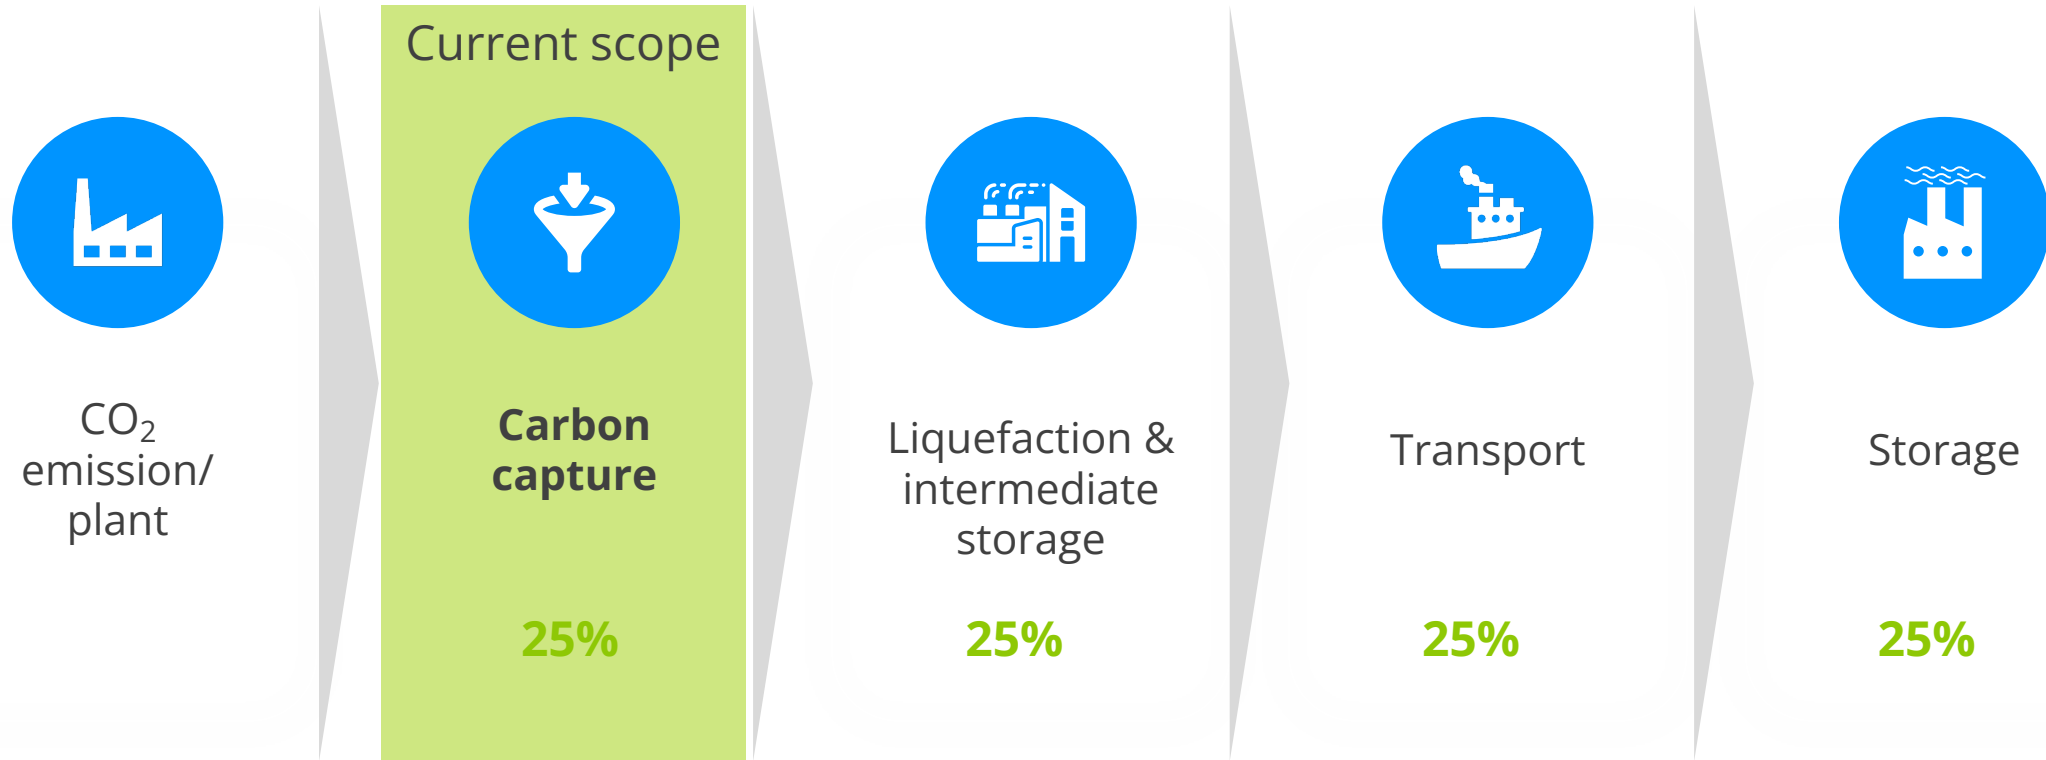 Current scope
CO₂
emission/
plant
Carbon
capture
25%
Liquefaction &
intermediate
storage
25%
Transport
25%
Storage
25%